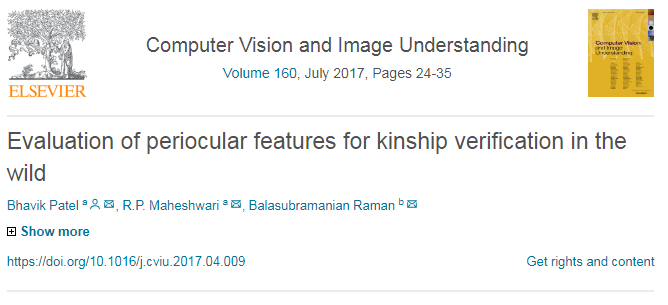 ELSEVIER
Computer Vision and Image Understanding
Volume 160, July 2017, Pages 24-35
Computer Vision and Image Understanding
Evaluation of periocular features for kinship verification in the
wild
Bhavik Patel a, R.P. Maheshwari a, Balasubramanian Raman b
Show more
https://doi.org/10.1016/j.cviu.2017.04.009
Get rights and content